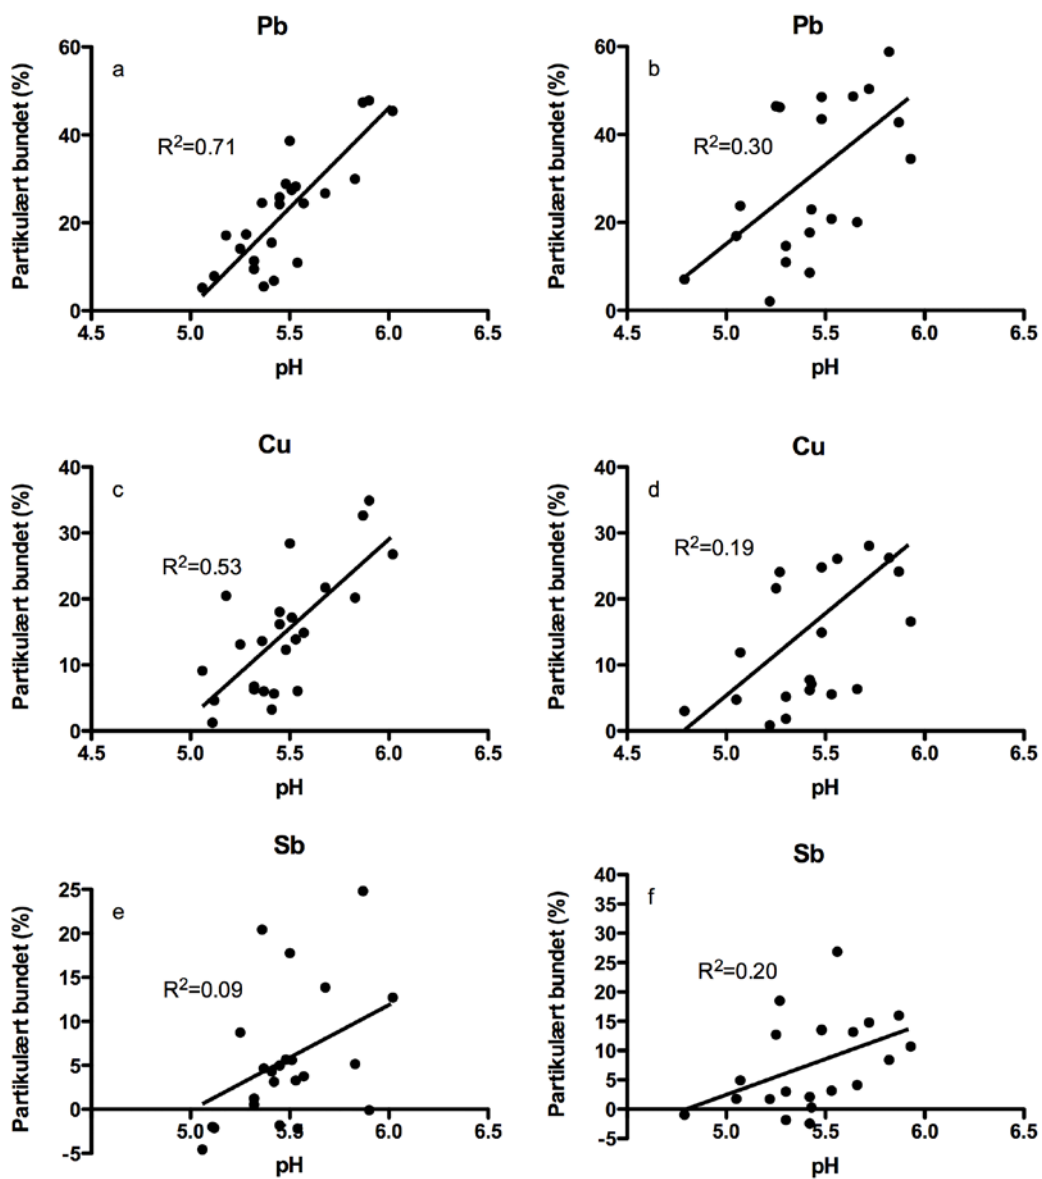 Pb
Partikulært bundet (%)
60
40
20
0
a
R²=0.71
4.5 5.0 5.5 6.0 6.5
pH
Pb
Partikulært bundet (%)
60
40
20
0
b
R²=0.30
4.5 5.0 5.5 6.0 6.5
pH
Cu
Partikulært bundet (%)
40
30
20
10
0
c
R²=0.53
4.5 5.0 5.5 6.0 6.5
pH
Cu
Partikulært bundet (%)
40
30
20
10
0
d
R²=0.19
4.5 5.0 5.5 6.0 6.5
pH
Sb
Partikulært bundet (%)
25
20
15
10
5
0
-5
e
R²=0.09
5.0 5.5 6.0 6.5
pH
Sb
Partikulært bundet (%)
40
35
30
25
20
15
10
5
0
-5
f
R²=0.20
5.0 5.5 6.0 6.5
pH